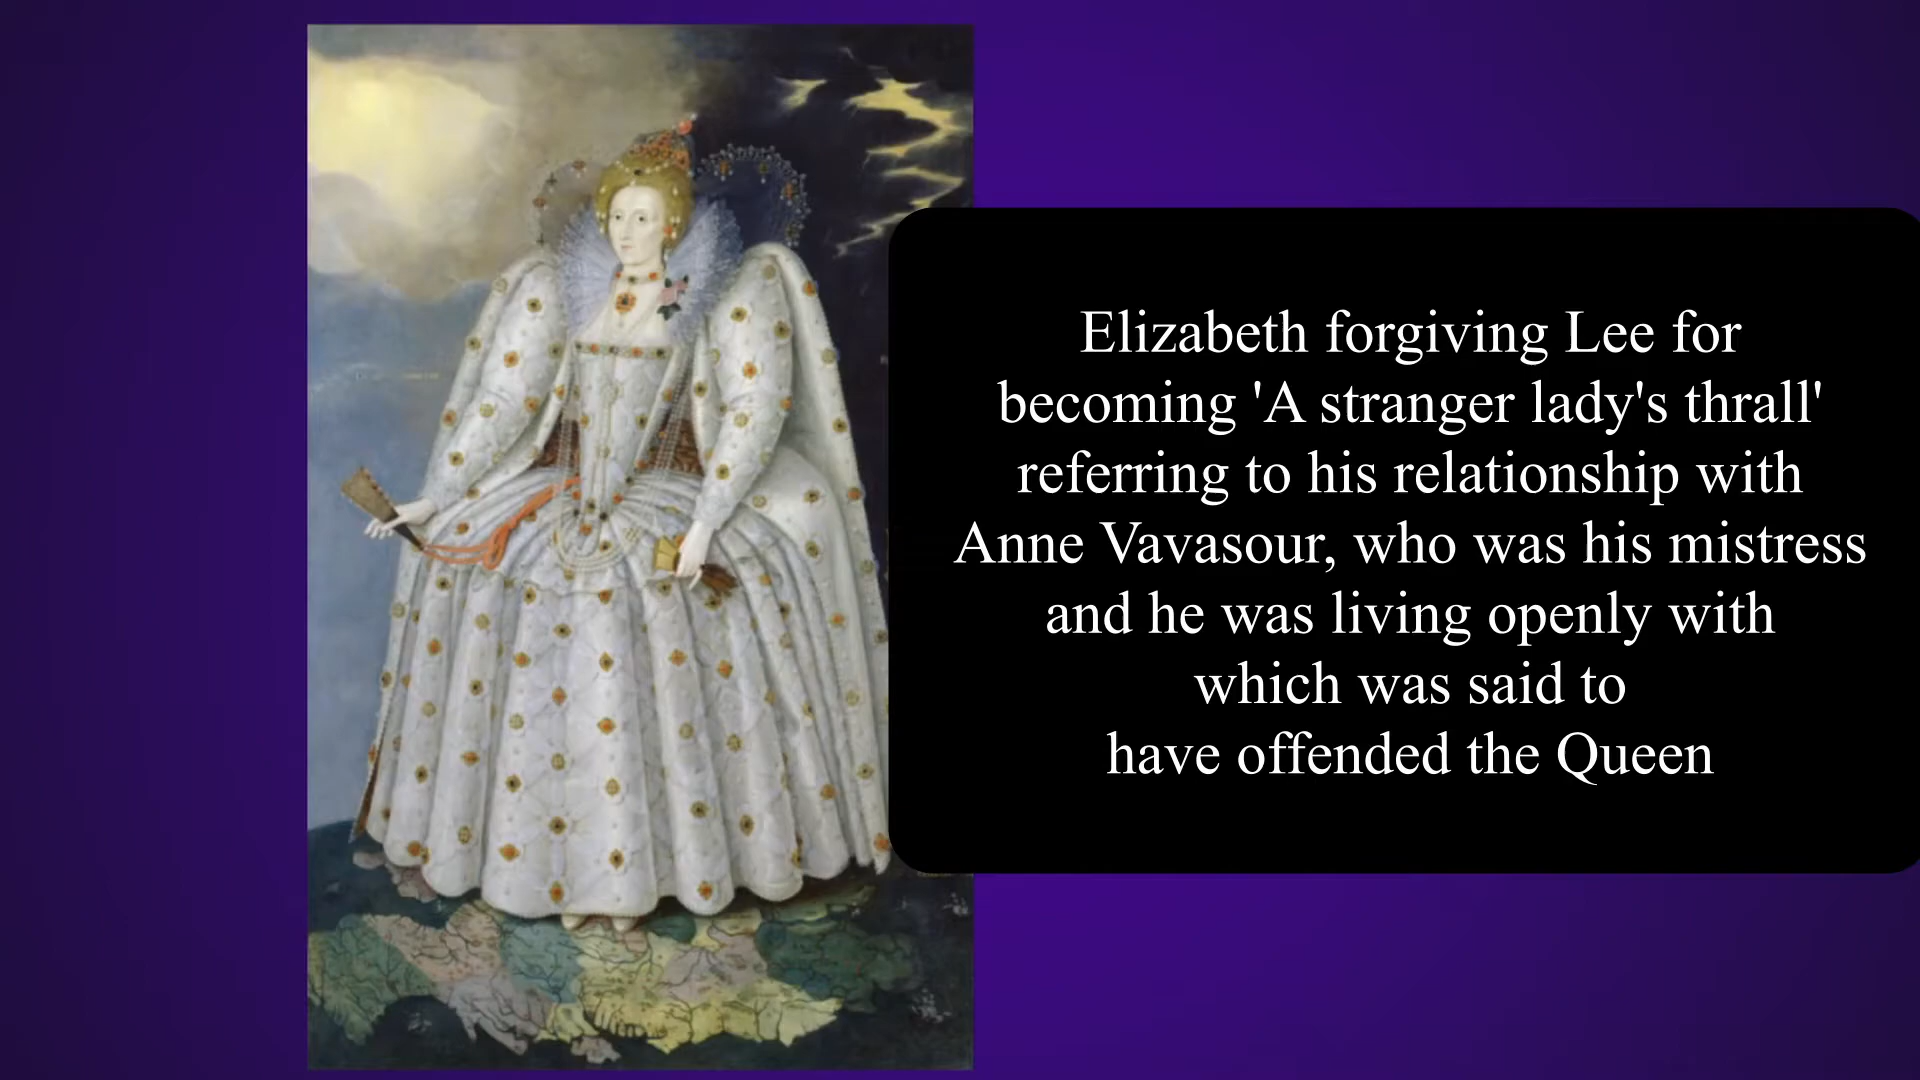 Elizabeth forgiving Lee for
becoming 'A stranger lady's thrall'
referring to his relationship with
Anne Vavasour, who was his mistress
and he was living openly with
which was said to
have offended the Queen